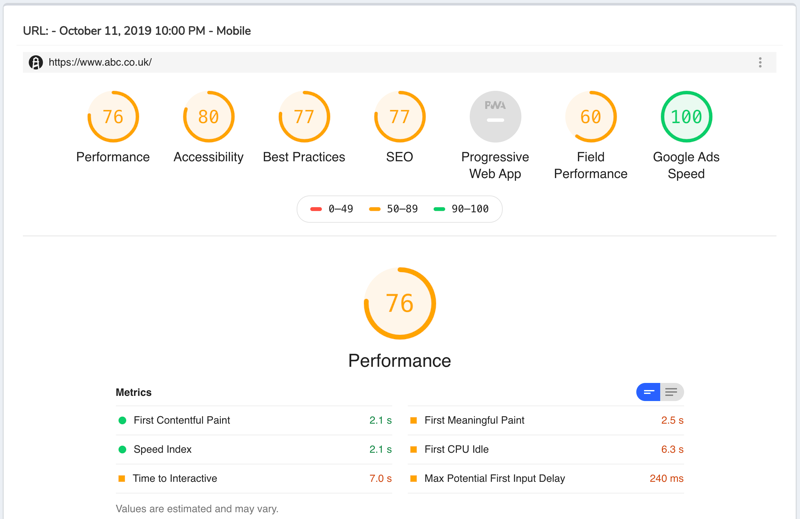 URL: - October 11, 2019 10:00 PM - Mobile
https://www.abc.co.uk/
76 80 77 77 PWA 60 100
Performance Accessibility Best Practices SEO Progressive Web App Field Performance Google Ads Speed
0–49 50–89 90–100
76
Performance
Metrics
First Contentful Paint 2.1 s First Meaningful Paint 2.5 s
Speed Index 2.1 s First CPU Idle 6.3 s
Time to Interactive 7.0 s Max Potential First Input Delay 240 ms
Values are estimated and may vary.